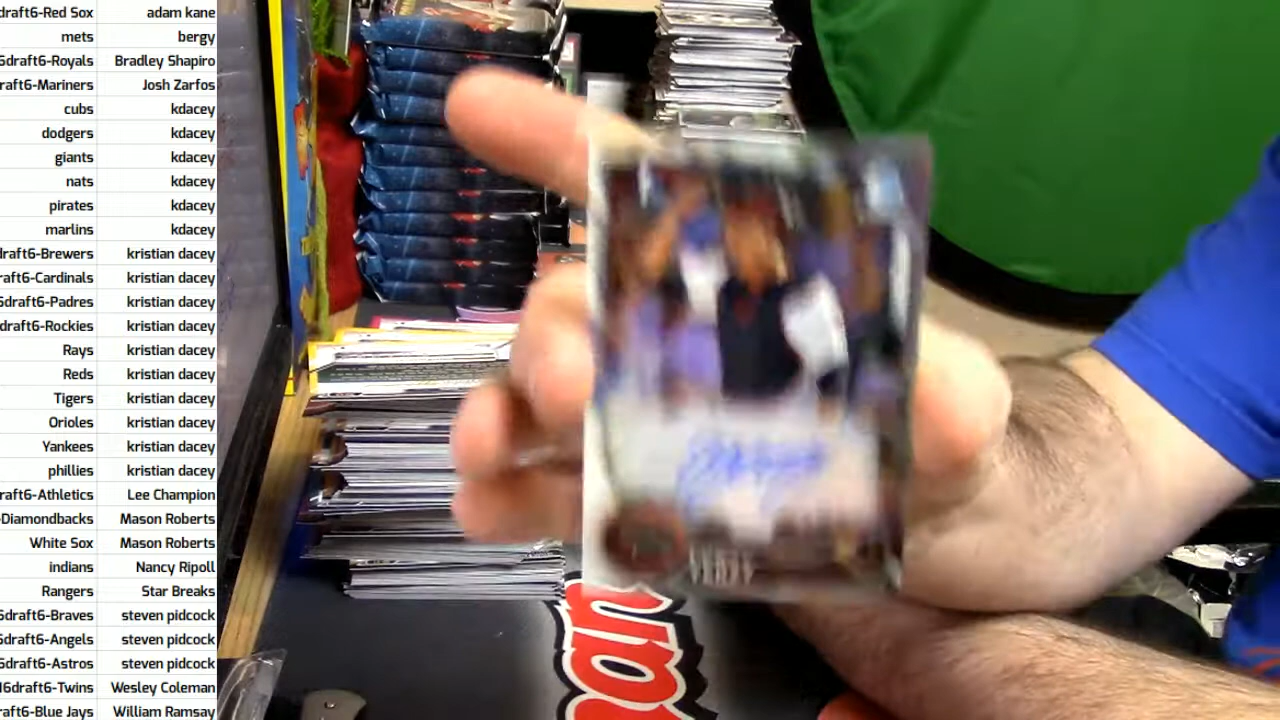 draft6-Red Sox adam kane
mets bergy
6draft6-Royals Bradley Shapiro
raft6-Mariners Josh Zarfos
cubs kdacey
dodgers kdacey
giants kdacey
nats kdacey
pirates kdacey
marlins kdacey
draft6-Brewers kristian dacey
raft6-Cardinals kristian dacey
6draft6-Padres kristian dacey
draft6-Rockies kristian dacey
Rays kristian dacey
Reds kristian dacey
Tigers kristian dacey
Orioles kristian dacey
Yankees kristian dacey
phillies kristian dacey
raft6-Athletics Lee Champion
-Diamondbacks Mason Roberts
White Sox Mason Roberts
indians Nancy Ripoll
Rangers Star Breaks
6draft6-Braves steven pidcock
6draft6-Angels steven pidcock
6draft6-Astros steven pidcock
16draft6-Twins Wesley Coleman
raft6-Blue Jays William Ramsay